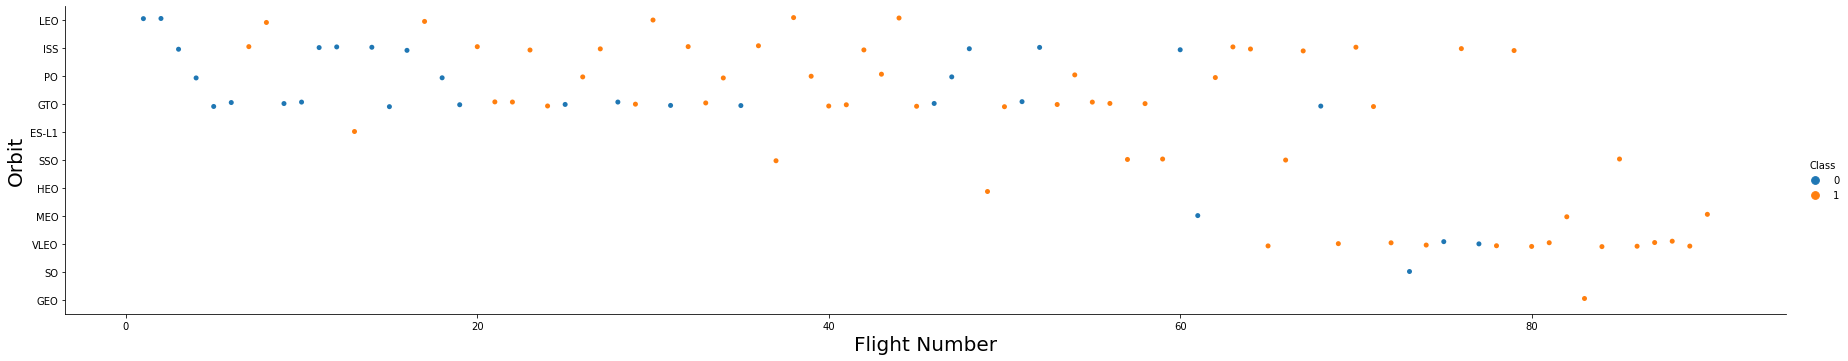 LEO
ISS
PO
GTO
ES-L1
SSO
HEO
MEO
VLEO
SO
GEO
Orbit
0 20 40 60 80
Flight Number
Class
0
1